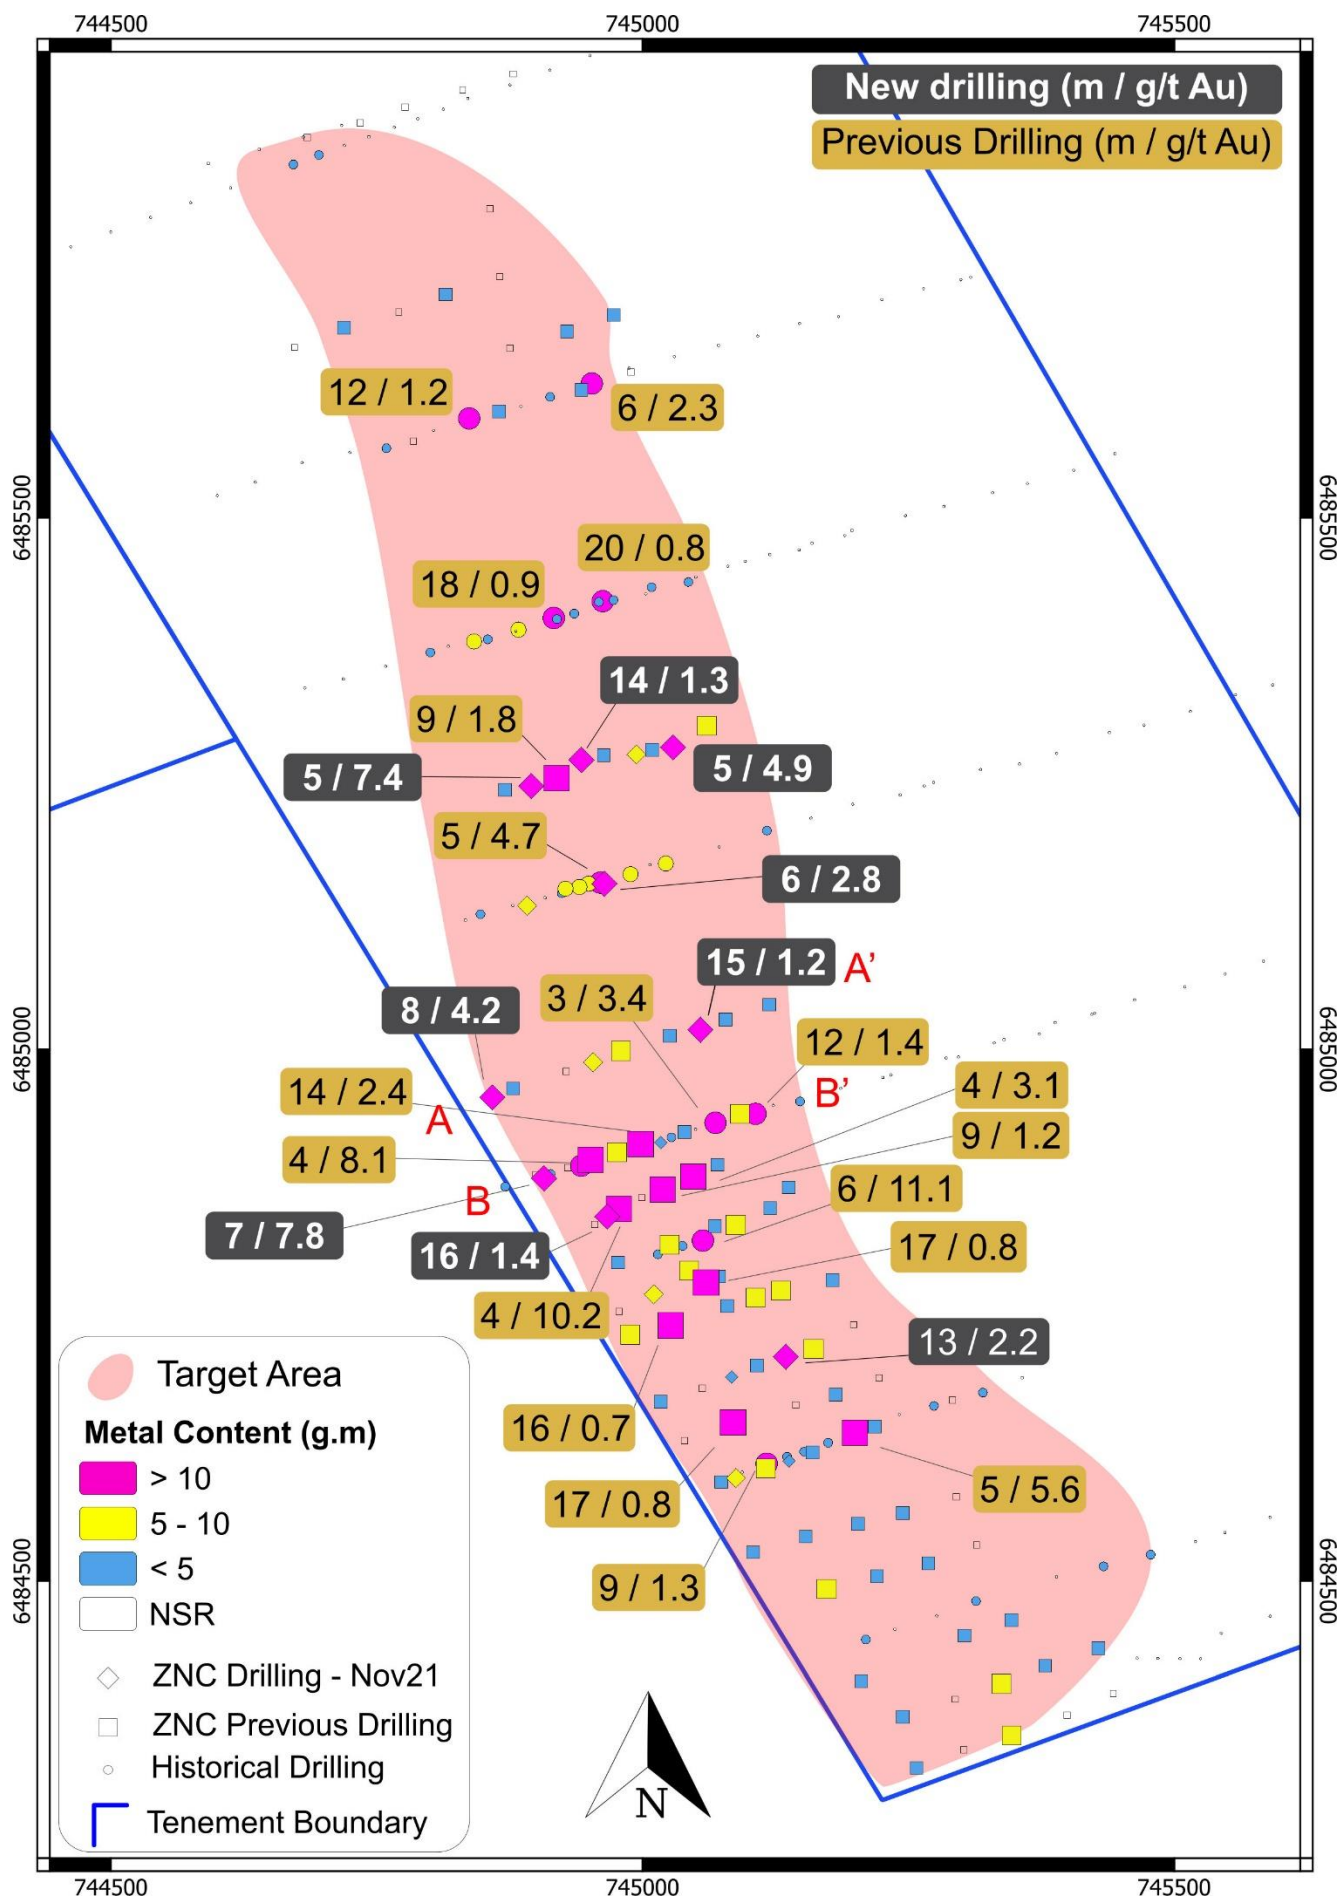 744500
745000
745500
New drilling (m / g/t Au)
Previous Drilling (m / g/t Au)
12 / 1.2
6 / 2.3
6485500
6485500
20 / 0.8
18 / 0.9
14 / 1.3
9 / 1.8
5 / 7.4
5 / 4.9
5 / 4.7
6 / 2.8
15 / 1.2
A’
3 / 3.4
8 / 4.2
12 / 1.4
6485000
6485000
4 / 3.1
14 / 2.4
B’
A
9 / 1.2
4 / 8.1
6 / 11.1
B
7 / 7.8
16 / 1.4
17 / 0.8
4 / 10.2
13 / 2.2
16 / 0.7
5 / 5.6
17 / 0.8
9 / 1.3
6484500
6484500
Target Area
Metal Content (g.m)
> 10
5 - 10
< 5
NSR
ZNC Drilling - Nov21
ZNC Previous Drilling
Historical Drilling
Tenement Boundary
N
744500
745000
745500